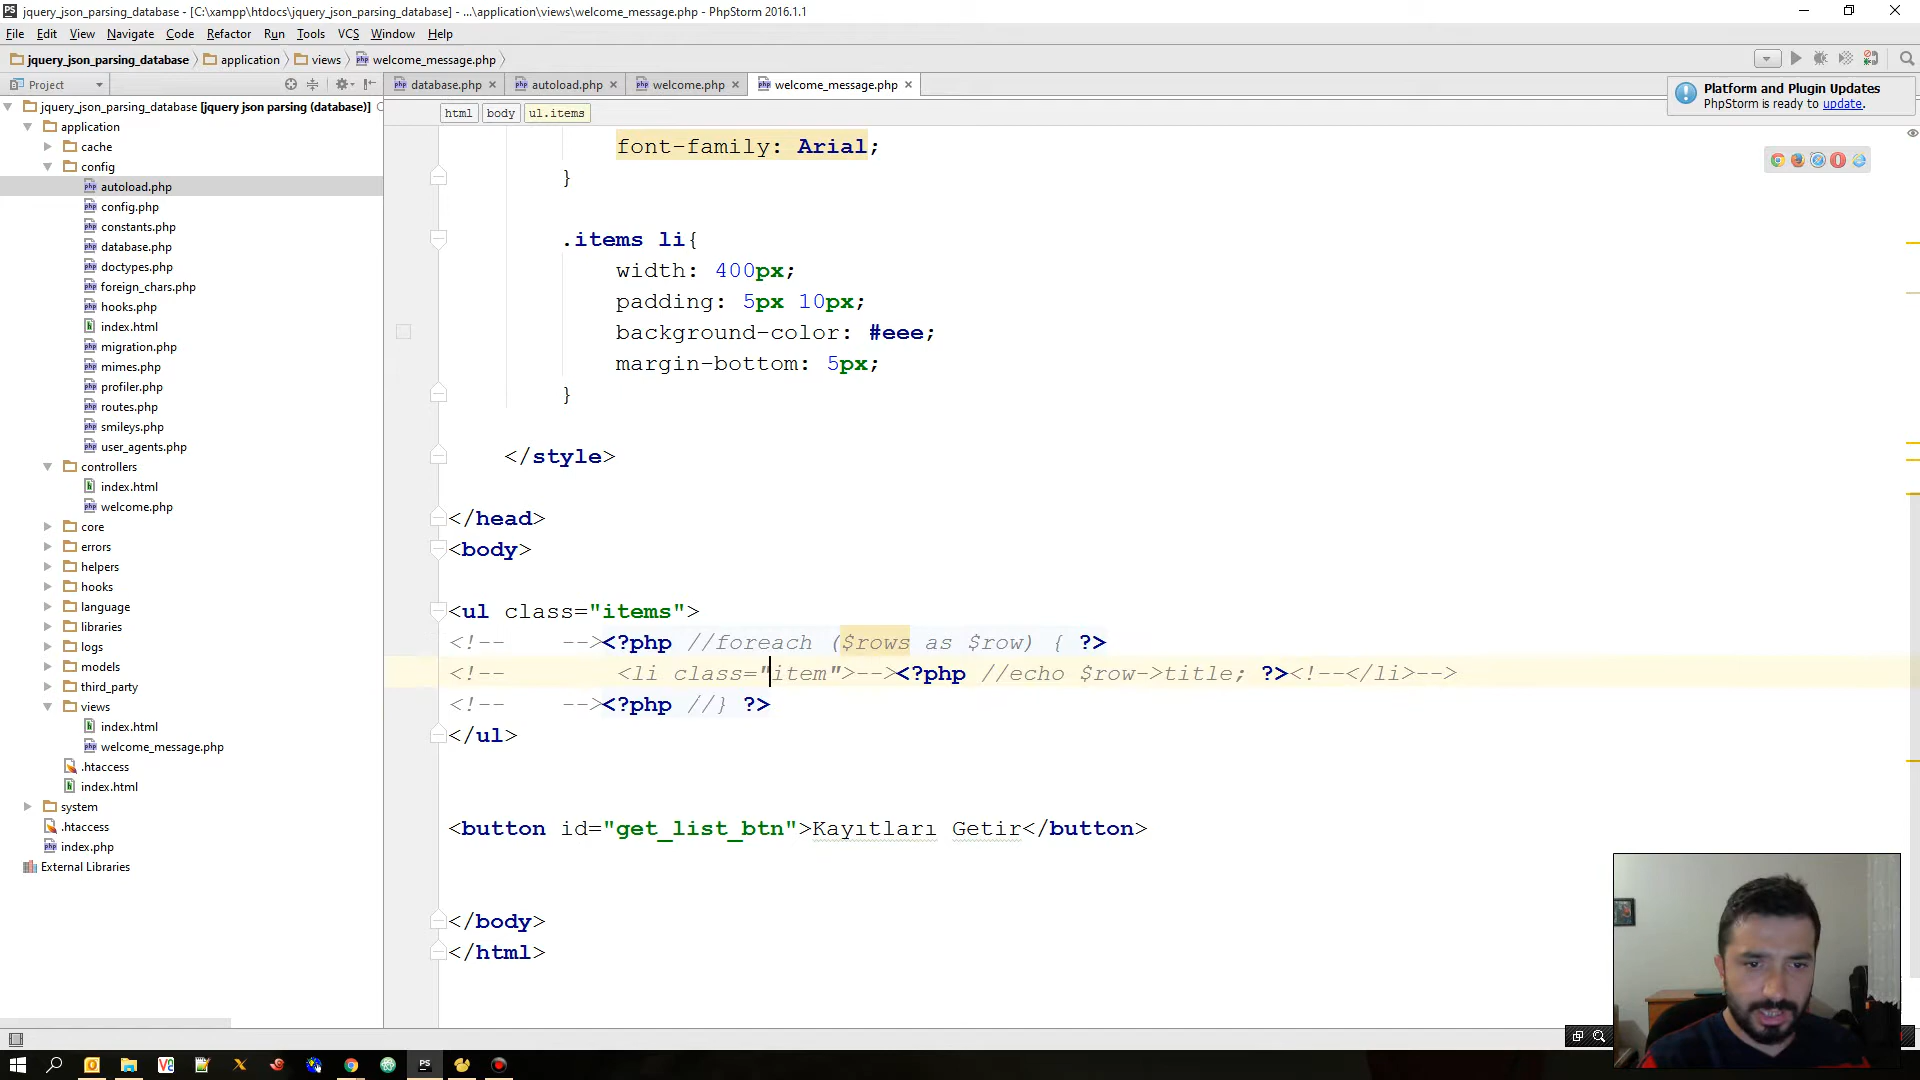 jquery_json_parsing_database - [C:\xampp\htdocs\jquery_json_parsing_database] - ...\application\views\welcome_message.php - PhpStorm 2016.1.1
File Edit View Navigate Code Refactor Run Tools VCS Window Help
jquery_json_parsing_database application views welcome_message.php
Project
database.php autoload.php welcome.php welcome_message.php
Platform and Plugin Updates
PhpStorm is ready to update.
html body ul.items
jquery_json_parsing_database [jquery json parsing (database)]
application
cache
config
autoload.php
config.php
constants.php
database.php
doctypes.php
foreign_chars.php
hooks.php
index.html
migration.php
mimes.php
profiler.php
routes.php
smileys.php
user_agents.php
controllers
index.html
welcome.php
core
errors
helpers
hooks
language
libraries
logs
models
third_party
views
index.html
welcome_message.php
.htaccess
index.html
system
.htaccess
index.php
External Libraries
font-family: Arial;
}
.items li{
width: 400px;
padding: 5px 10px;
background-color: #eee;
margin-bottom: 5px;
}
</style>
</head>
<body>
<ul class="items">
<!--    --><?php //foreach ($rows as $row) { ?>
<!--        <li class="item">--><?php //echo $row->title; ?><!--</li>-->
<!--    --><?php //} ?>
</ul>
<button id="get_list_btn">Kayıtları Getir</button>
</body>
</html>